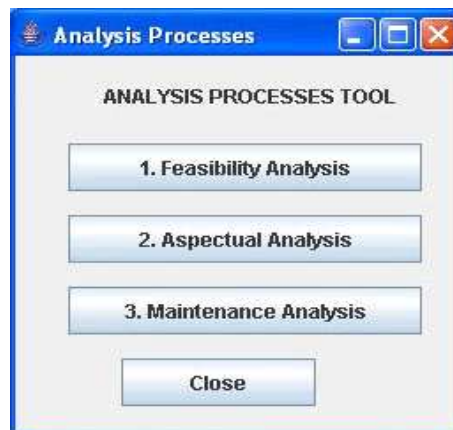 Analysis Processes
ANALYSIS PROCESSES TOOL
1. Feasibility Analysis
2. Aspectual Analysis
3. Maintenance Analysis
Close